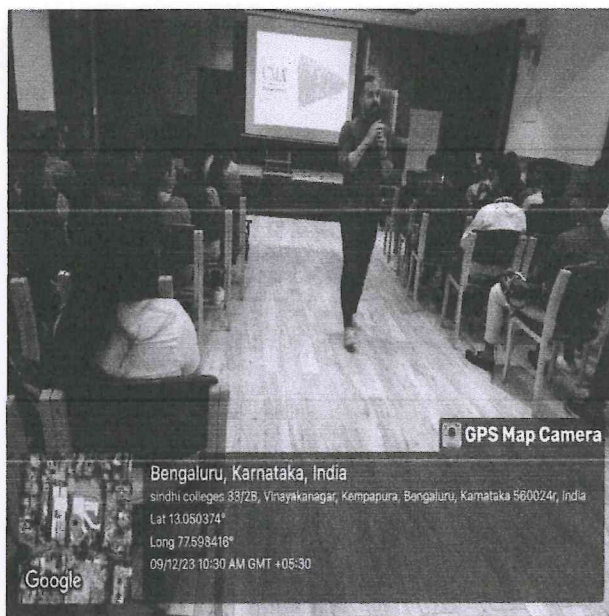 CMA
GPS Map Camera
Bengaluru, Karnataka, India
sindhi colleges 33/2B, Vinayakanagar, Kempapura, Bengaluru, Karnataka 560024r, India
Lat 13.050374°
Long 77.598416°
09/12/23 10:30 AM GMT +05:30
Google